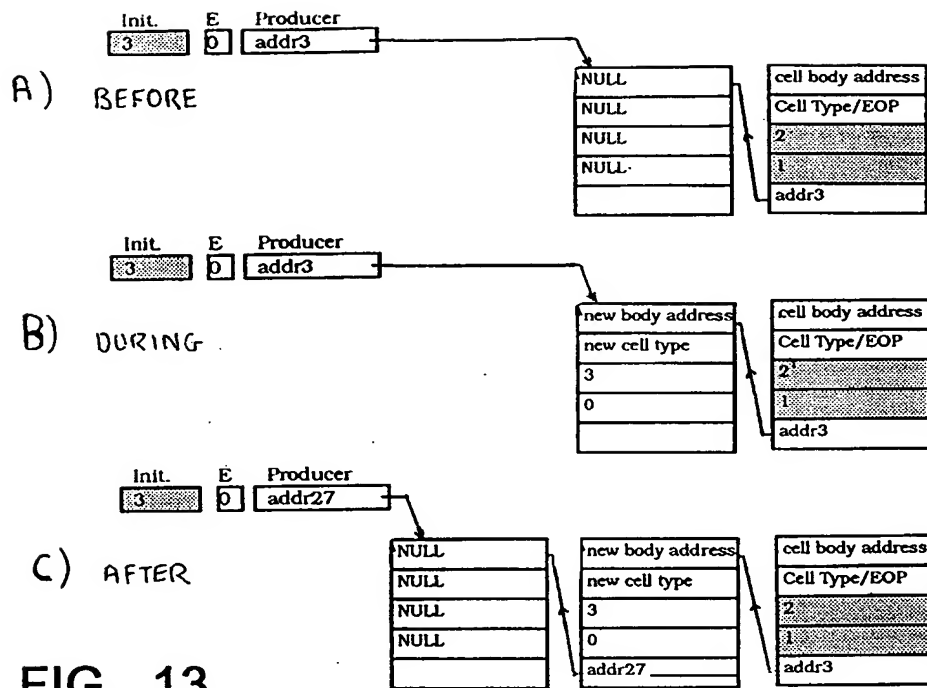 Init. E Producer
3 0 addr3
A) BEFORE
NULL
NULL
NULL
NULL
cell body address
Cell Type/EOP
2
1
addr3
Init. E Producer
3 0 addr3
B) DURING
new body address
new cell type
3
0
cell body address
Cell Type/EOP
2
1
addr3
Init. E Producer
3 0 addr27
C) AFTER
NULL
NULL
NULL
NULL
new body address
new cell type
3
0
addr27
cell body address
Cell Type/EOP
2
1
addr3
FIG. 13